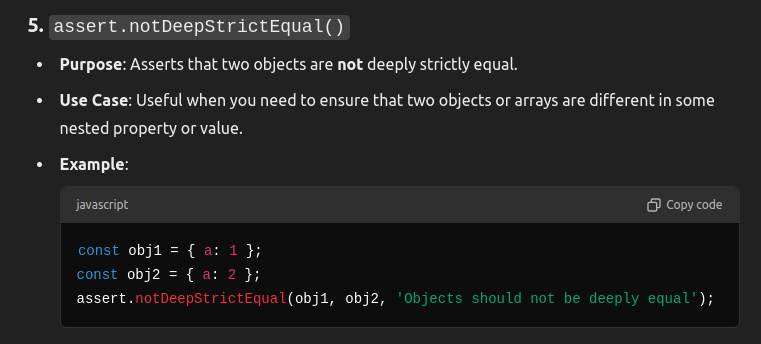 5. assert.notDeepStrictEqual()
• Purpose: Asserts that two objects are not deeply strictly equal.
• Use Case: Useful when you need to ensure that two objects or arrays are different in some
nested property or value.
• Example:
javascript
Copy code
const obj1 = { a: 1 };
const obj2 = { a: 2 };
assert.notDeepStrictEqual(obj1, obj2, 'Objects should not be deeply equal');